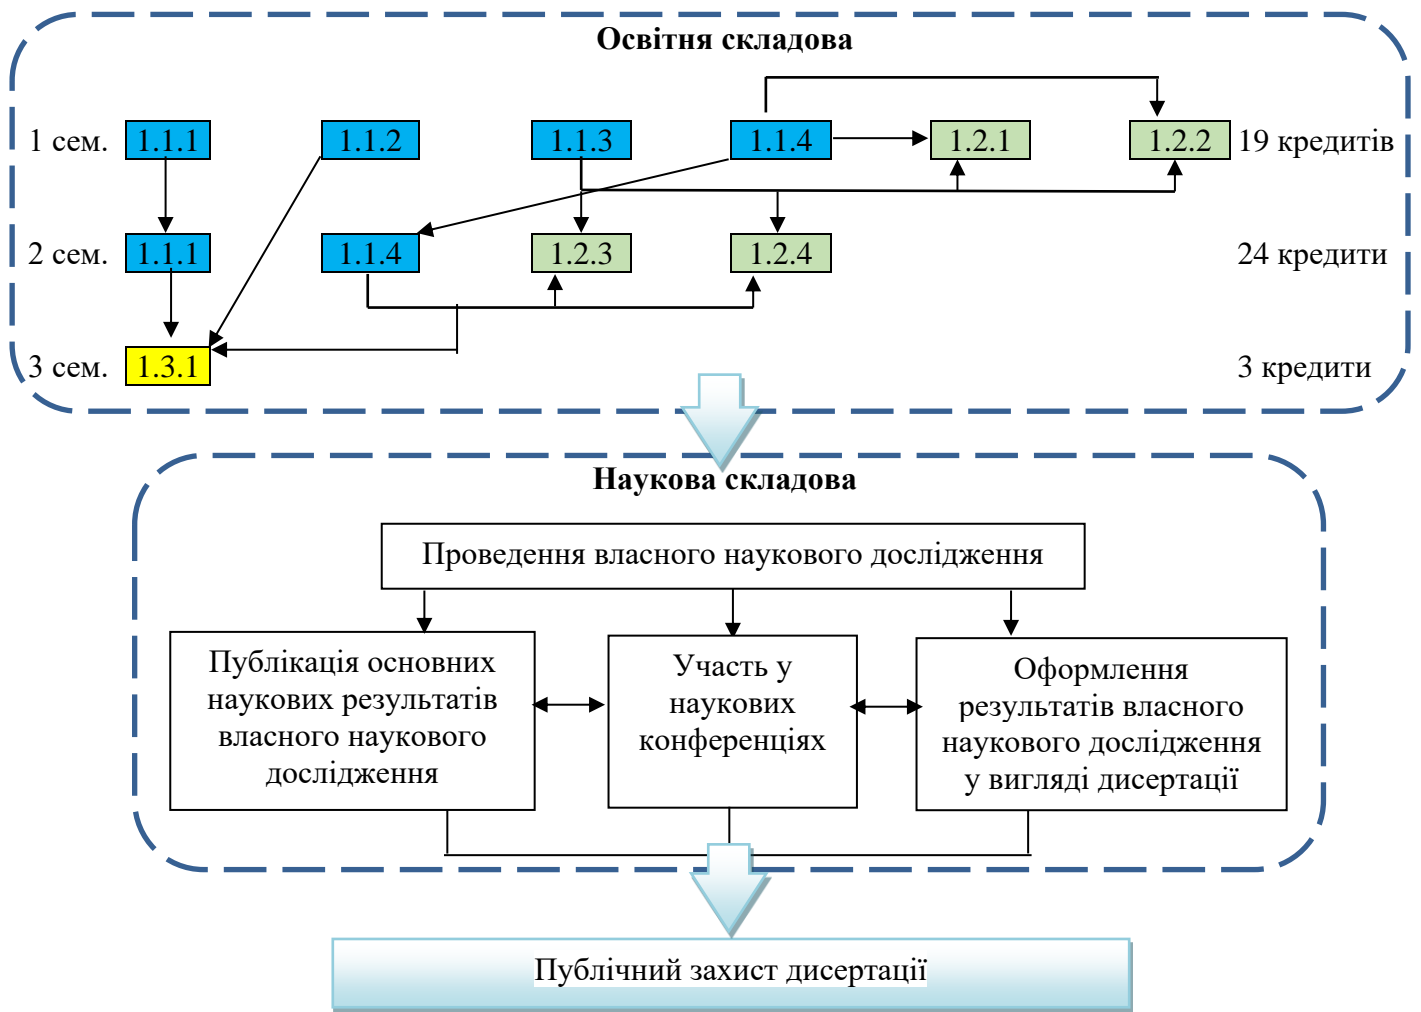 Освітня складова
1 сем. 1.1.1 1.1.2 1.1.3 1.1.4 1.2.1 1.2.2 19 кредитів
2 сем. 1.1.1 1.1.4 1.2.3 1.2.4 24 кредити
3 сем. 1.3.1 3 кредити
Наукова складова
Проведення власного наукового дослідження
Публікація основних
наукових результатів
власного наукового
дослідження
Участь у
наукових
конференціях
Оформлення
результатів власного
наукового дослідження
у вигляді дисертації
Публічний захист дисертації